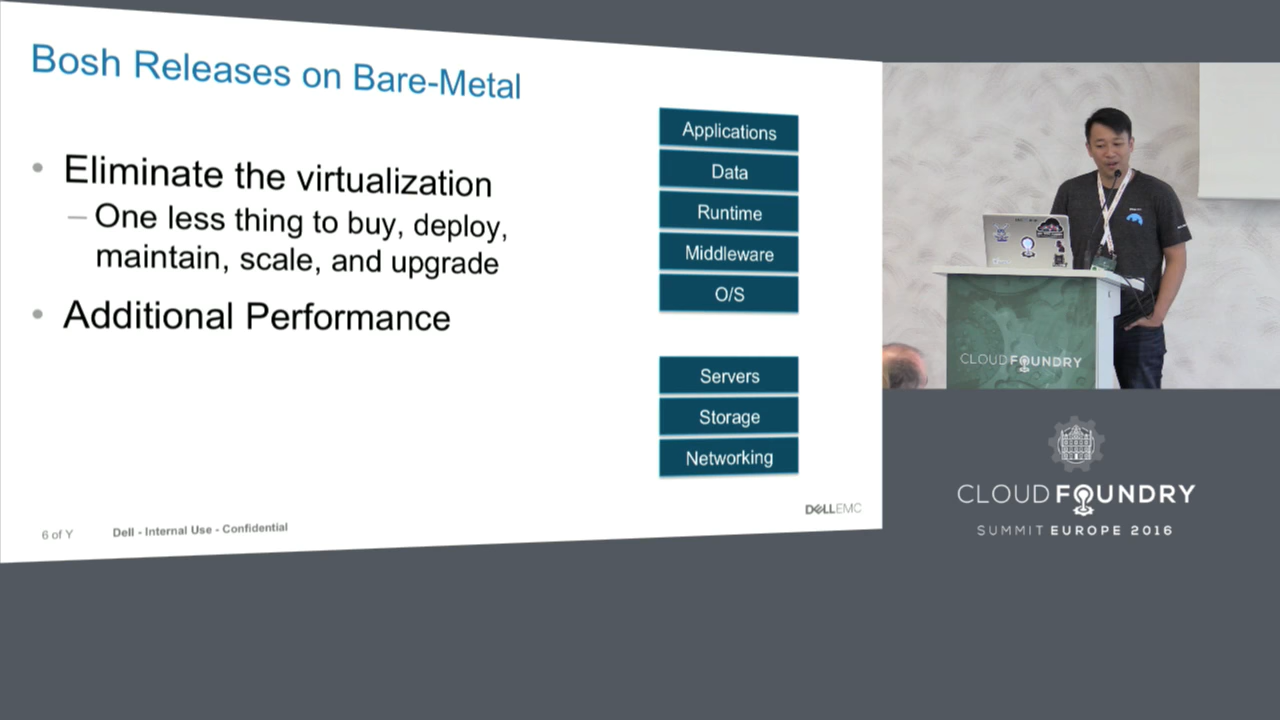 Bosh Releases on Bare-Metal
• Eliminate the virtualization
– One less thing to buy, deploy,
maintain, scale, and upgrade
• Additional Performance
Applications
Data
Runtime
Middleware
O/S
Servers
Storage
Networking
6 of Y
Dell - Internal Use - Confidential
DELLEMC
CLOUDFOUNDRY
CLOUD FOUNDRY
SUMMIT EUROPE 2016